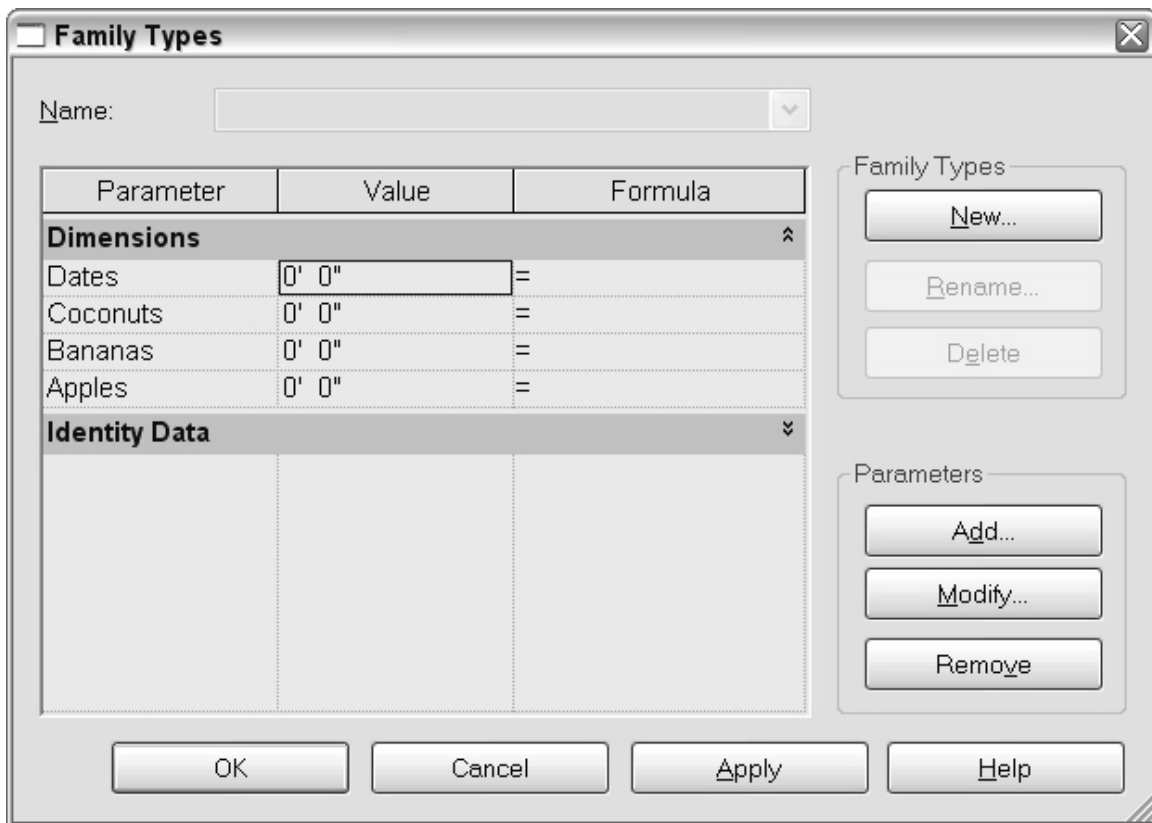 Family Types
Name:
Parameter Value Formula
Dimensions
Dates 0' 0" =
Coconuts 0' 0" =
Bananas 0' 0" =
Apples 0' 0" =
Identity Data
Family Types
New...
Rename...
Delete
Parameters
Add...
Modify...
Remove
OK Cancel Apply Help